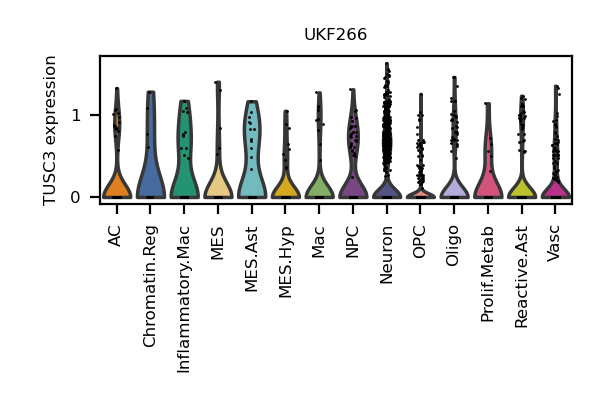 UKF266
TUSC3 expression
1
0
AC
Chromatin.Reg
Inflammatory.Mac
MES
MES.Ast
MES.Hyp
Mac
NPC
Neuron
OPC
Oligo
Prolif.Metab
Reactive.Ast
Vasc